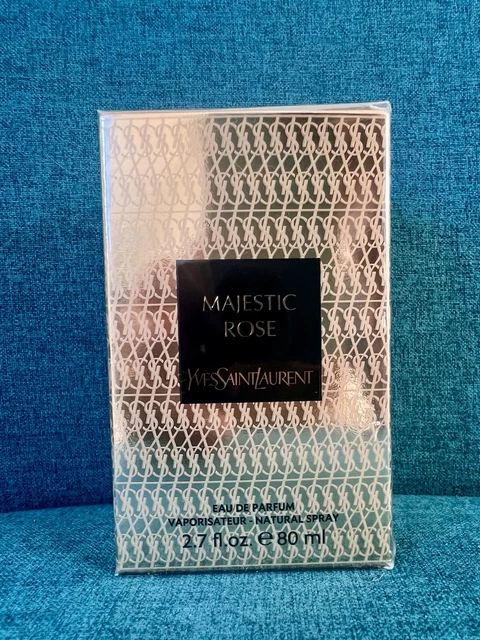 MAJESTIC
ROSE
YVESSAINTLAURENT
EAU DE PARFUM
VAPORISATEUR - NATURAL SPRAY
2.7 fl.oz. ℮ 80 ml